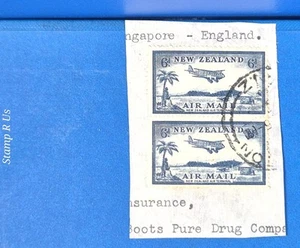 ngapore - England.
6d NEW ZEALAND 6d
AIR MAIL
6d NEW ZEALAND 6d
AIR MAIL
nsurance,
Boots Pure Drug Compa
Stamp R Us